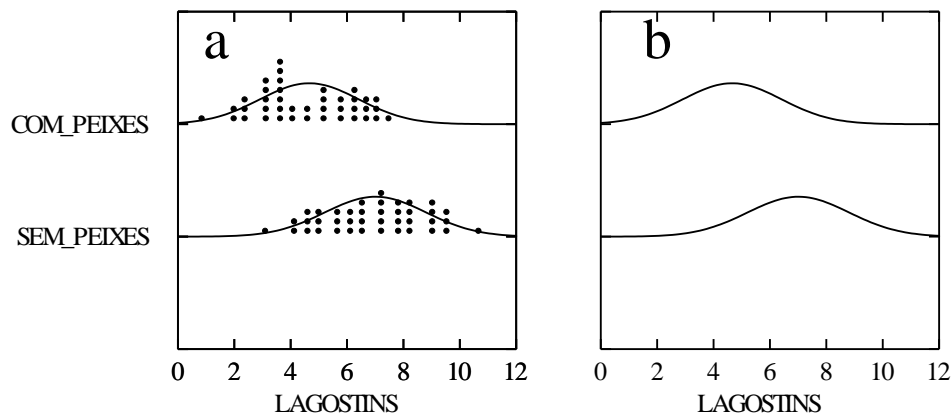 a
b
COM_PEIXES
SEM_PEIXES
0 2 4 6 8 10 12
0 2 4 6 8 10 12
LAGOSTINS
LAGOSTINS